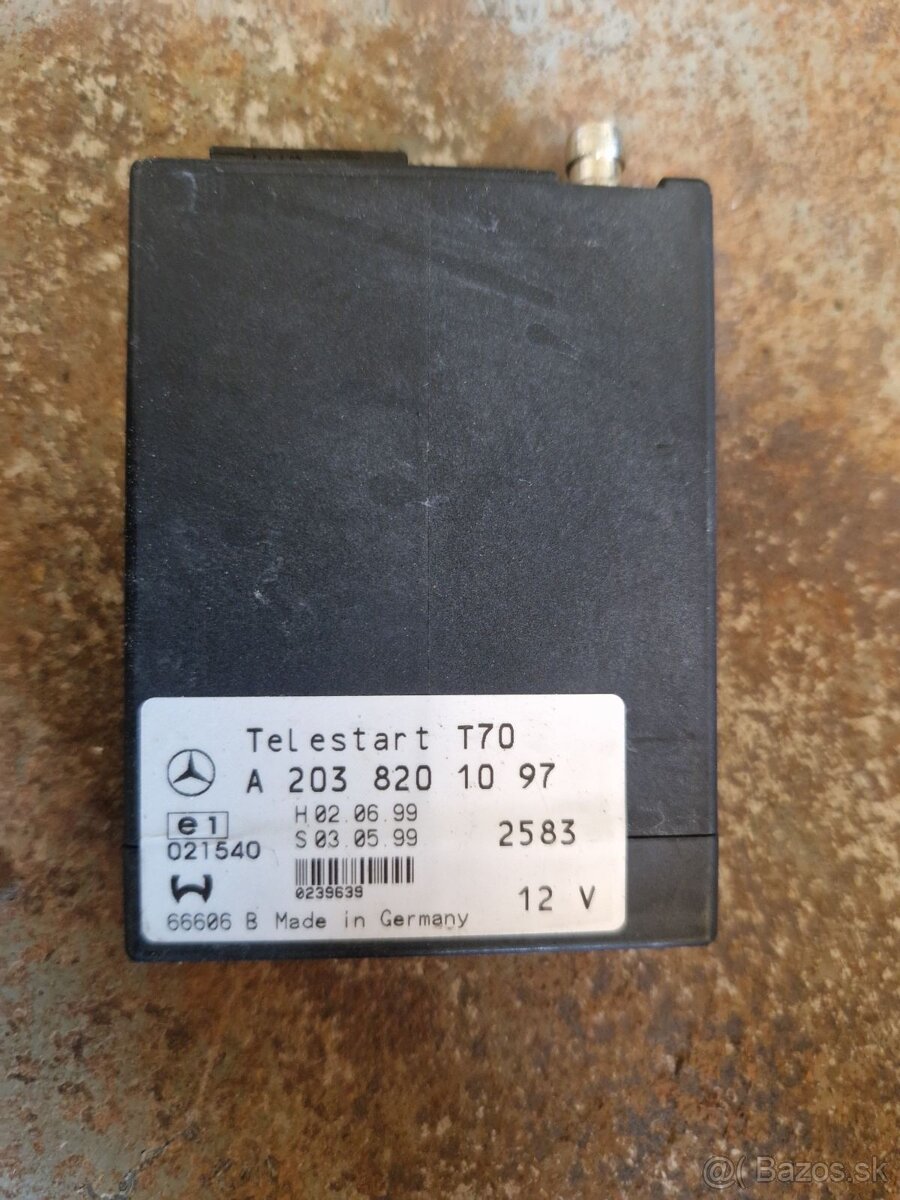 Telestart T70
A 203 820 10 97
e1
H 02.06.99
S 03.05.99
2583
021540
0239639
12 V
66606 B Made in Germany
@( Bazos.sk